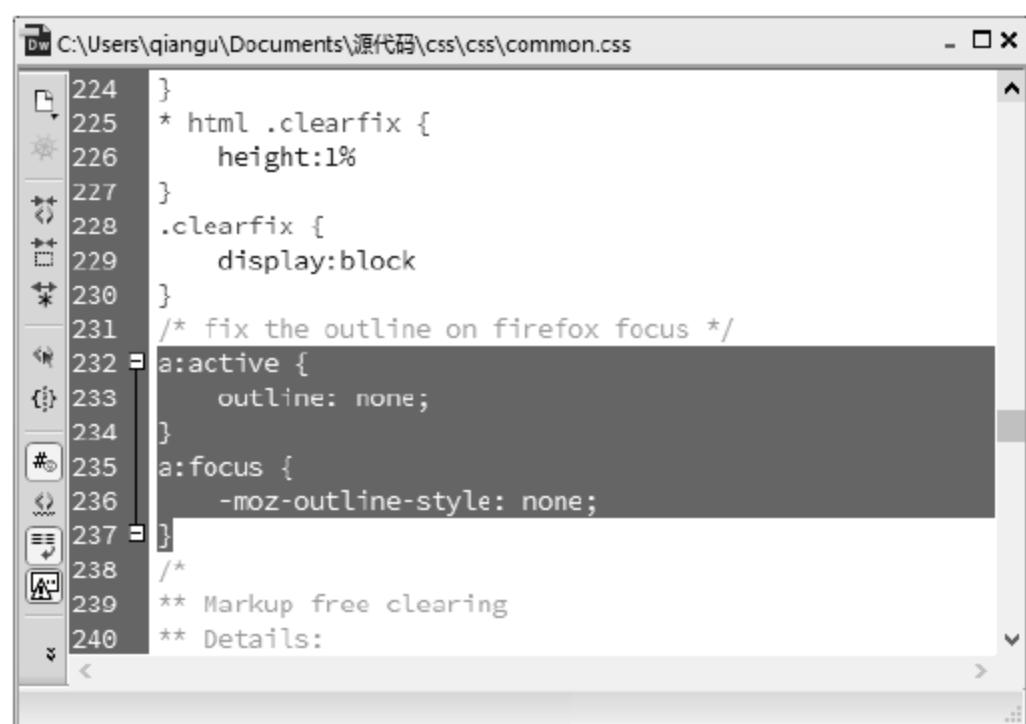 Dw C:\Users\qiangu\Documents\源代码\css\css\common.css
224 }
225 * html .clearfix {
226     height:1%
227 }
228 .clearfix {
229     display:block
230 }
231 /* fix the outline on firefox focus */
232 a:active {
233     outline: none;
234 }
235 a:focus {
236     -moz-outline-style: none;
237 }
238 /*
239 ** Markup free clearing
240 ** Details: